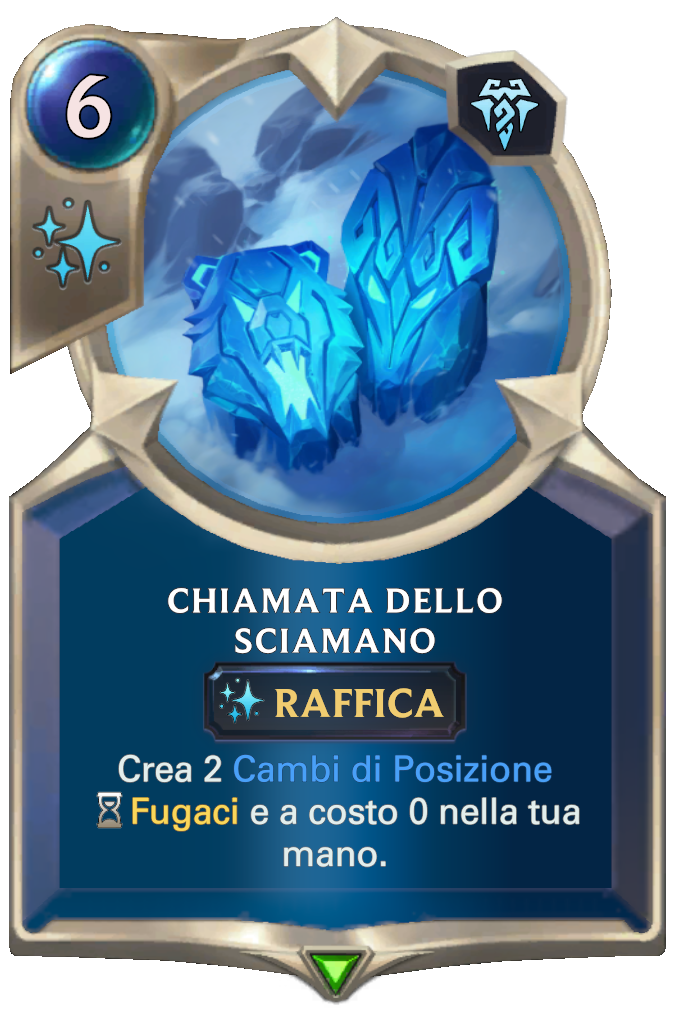 6
CHIAMATA DELLO
SCIAMANO
RAFFICA
Crea 2 Cambi di Posizione
Fugaci e a costo 0 nella tua
mano.